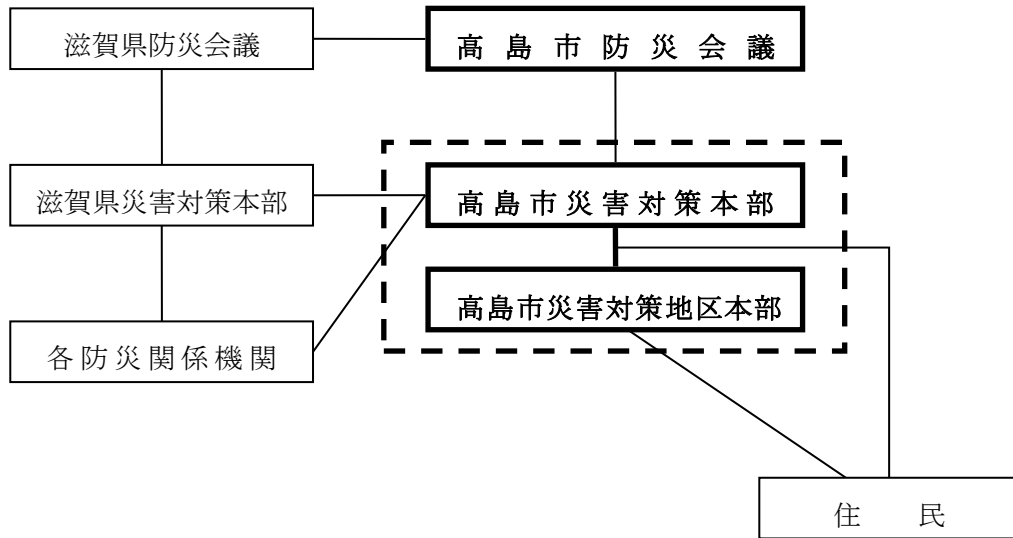 滋賀県防災会議
高島市防災会議
滋賀県災害対策本部
高島市災害対策本部
高島市災害対策地区本部
各防災関係機関
住民